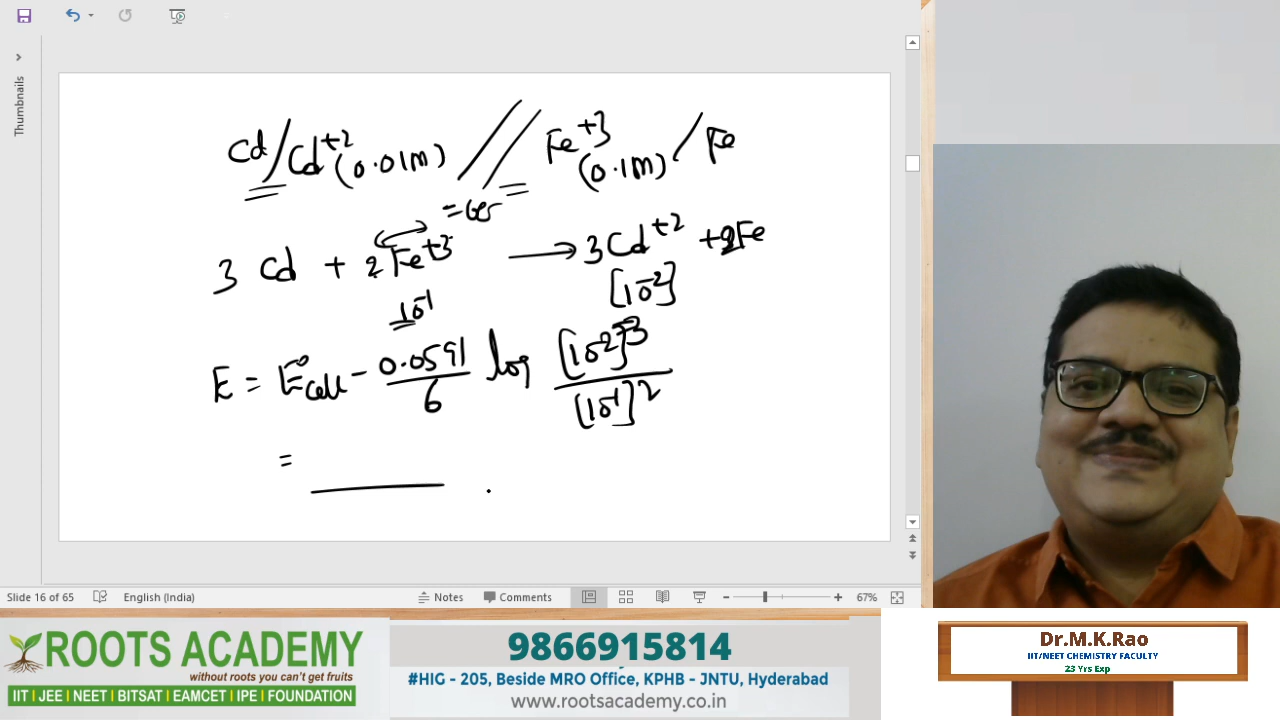 Thumbnails
Cd/Cd+2 (0.01M) // Fe+3 (0.1M) / Fe
= 6e-
3 Cd + 2 Fe+3 → 3Cd+2 + 2Fe
10-1 [10-2]
E = E°cell - 0.0591/6 log [10-2]3/[10-1]2
=
Slide 16 of 65 English (India) Notes Comments 67%
ROOTS ACADEMY
without roots you can't get fruits
IIT I JEE I NEET I BITSAT I EAMCET I IPE I FOUNDATION
9866915814
#HIG - 205, Beside MRO Office, KPHB - JNTU, Hyderabad
www.rootsacademy.co.in
Dr.M.K.Rao
IIT/NEET CHEMISTRY FACULTY
23 Yrs Exp